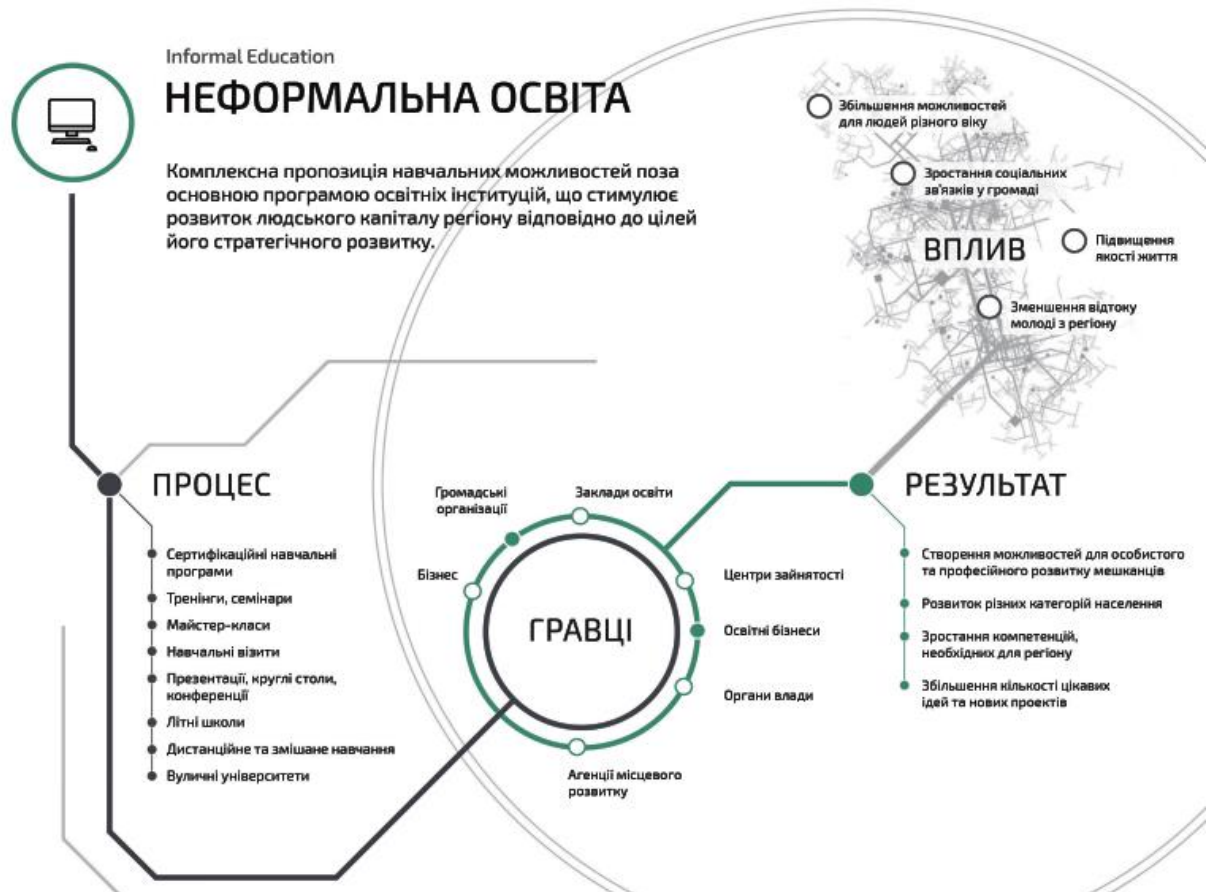 Informal Education
НЕФОРМАЛЬНА ОСВІТА
Комплексна пропозиція навчальних можливостей поза
основною програмою освітніх інституцій, що стимулює
розвиток людського капіталу регіону відповідно до цілей
його стратегічного розвитку.
Збільшення можливостей
для людей різного віку
Зростання соціальних
зв'язків у громаді
ВПЛИВ
Підвищення
якості життя
Зменшення відтоку
молоді з регіону
ПРОЦЕС
Сертифікаційні навчальні
програми
Тренінги, семінари
Майстер-класи
Навчальні візити
Презентації, круглі столи,
конференції
Літні школи
Дистанційне та змішане навчання
Вуличні університети
ГРАВЦІ
Громадські
організації
Заклади освіти
Бізнес
Центри зайнятості
Освітні бізнеси
Органи влади
Агенції місцевого
розвитку
РЕЗУЛЬТАТ
Створення можливостей для особистого
та професійного розвитку мешканців
Розвиток різних категорій населення
Зростання компетенцій,
необхідних для регіону
Збільшення кількості цікавих
ідей та нових проектів